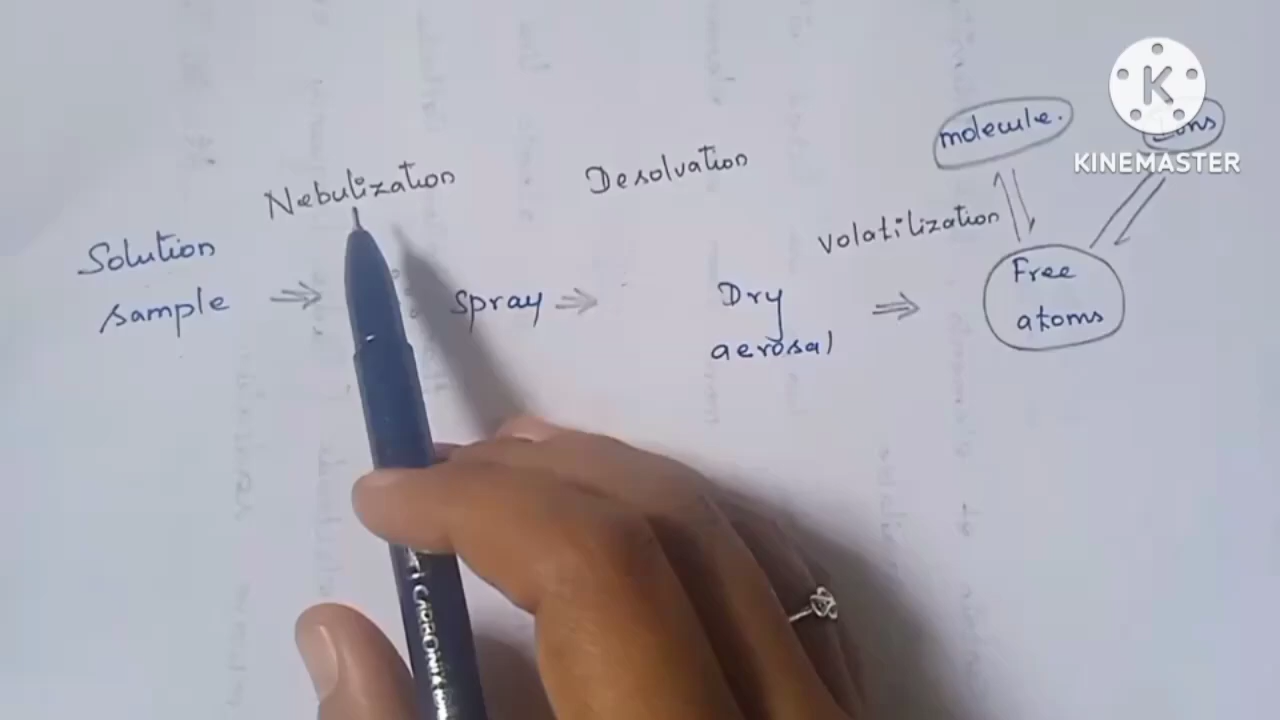 Nebulization
Solution
sample
spray
Desolvation
Dry
aerosal
volatilization
molecule.
Free
atoms
K
KINEMASTER